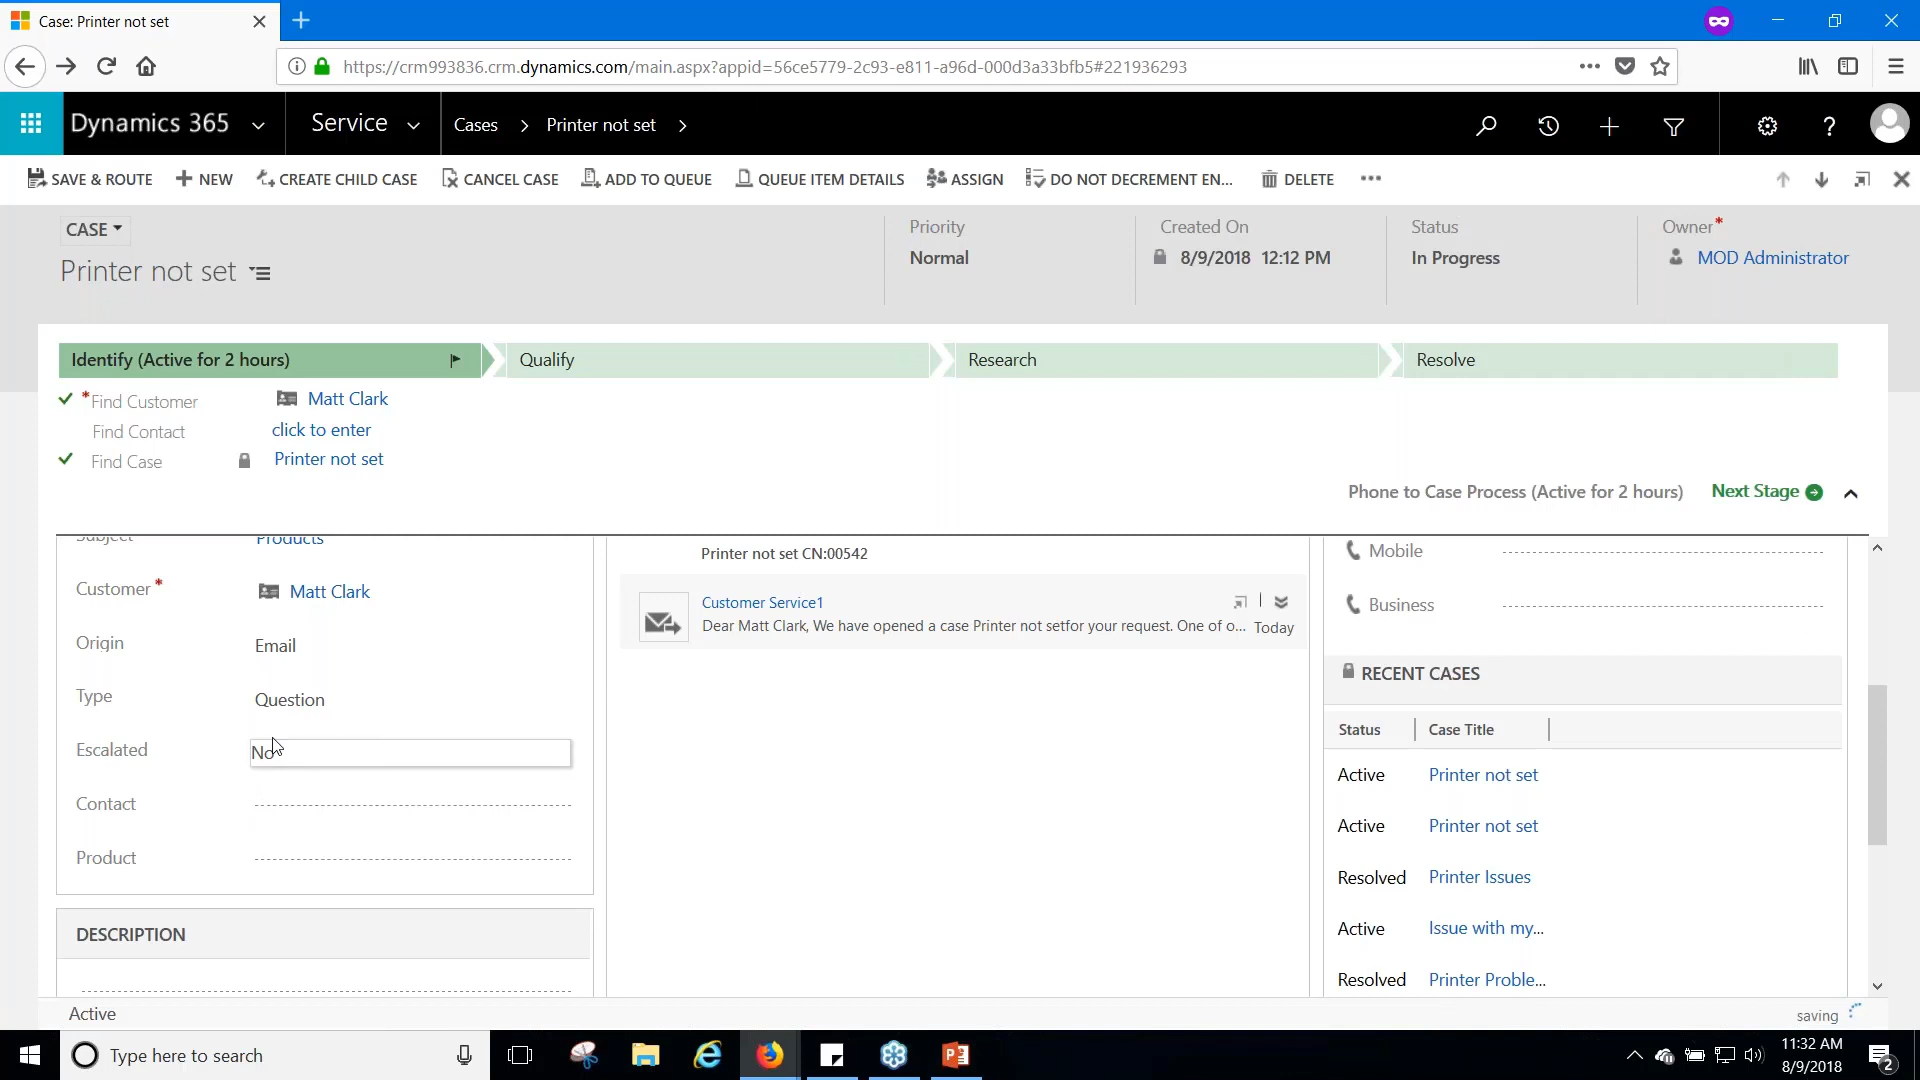 Case: Printer not set
https://crm993836.crm.dynamics.com/main.aspx?appid=56ce5779-2c93-e811-a96d-000d3a33bfb5#221936293
Dynamics 365 Service Cases Printer not set
SAVE & ROUTE NEW CREATE CHILD CASE CANCEL CASE ADD TO QUEUE QUEUE ITEM DETAILS ASSIGN DO NOT DECREMENT EN... DELETE
CASE
Printer not set
Priority
Normal
Created On
8/9/2018 12:12 PM
Status
In Progress
Owner*
MOD Administrator
Identify (Active for 2 hours) Qualify Research Resolve
*Find Customer Matt Clark
Find Contact click to enter
Find Case Printer not set
Phone to Case Process (Active for 2 hours) Next Stage
Subject Products
Customer* Matt Clark
Origin Email
Type Question
Escalated No
Contact
Product
DESCRIPTION
Printer not set CN:00542
Customer Service1
Dear Matt Clark, We have opened a case Printer not setfor your request. One of o... Today
Mobile
Business
RECENT CASES
Status Case Title
Active Printer not set
Active Printer not set
Resolved Printer Issues
Active Issue with my...
Resolved Printer Proble...
Active
saving
Type here to search
11:32 AM
8/9/2018
2